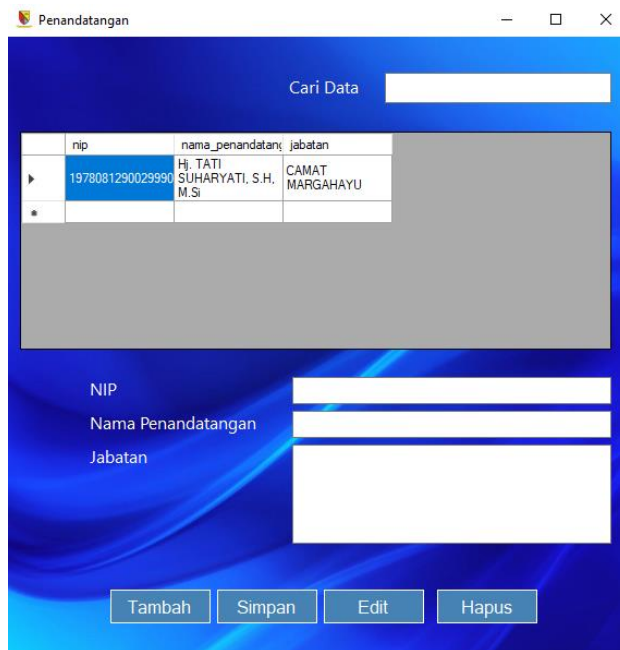 Penandatangan
Cari Data
nip nama_penandatang jabatan
1978081290029990 Hj. TATI SUHARYATI, S.H, M.Si CAMAT MARGAHAYU
NIP
Nama Penandatangan
Jabatan
Tambah Simpan Edit Hapus